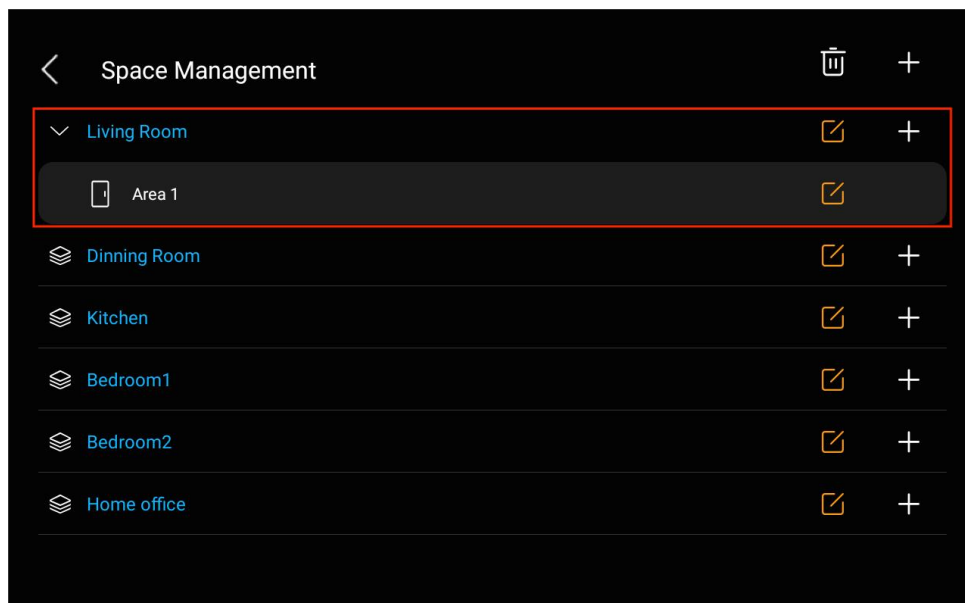 Space Management
Living Room
Area 1
Dinning Room
Kitchen
Bedroom1
Bedroom2
Home office